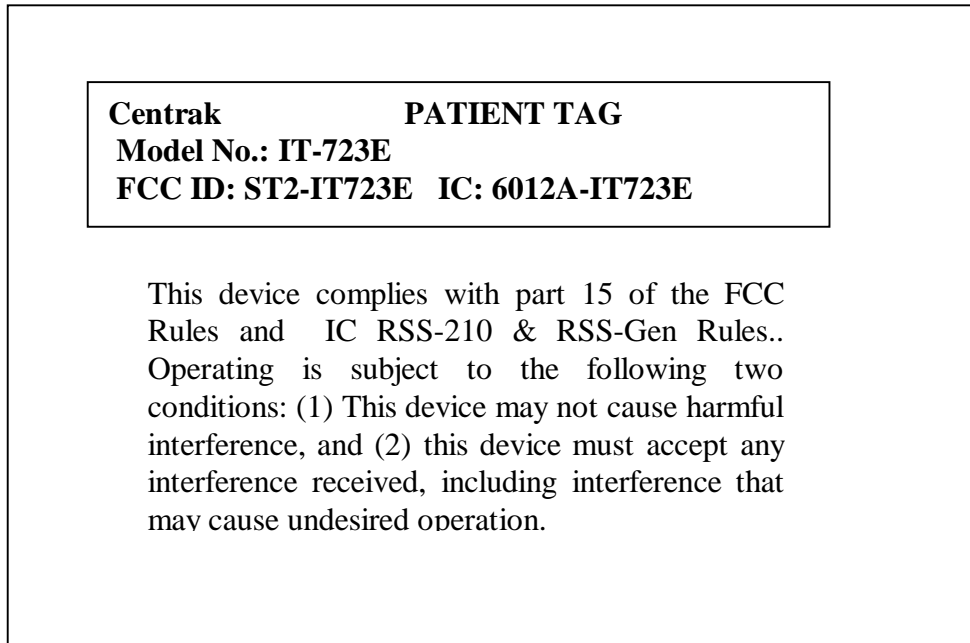 Centrak PATIENT TAG
Model No.: IT-723E
FCC ID: ST2-IT723E IC: 6012A-IT723E
This device complies with part 15 of the FCC
Rules and IC RSS-210 & RSS-Gen Rules..
Operating is subject to the following two
conditions: (1) This device may not cause harmful
interference, and (2) this device must accept any
interference received, including interference that
may cause undesired operation.